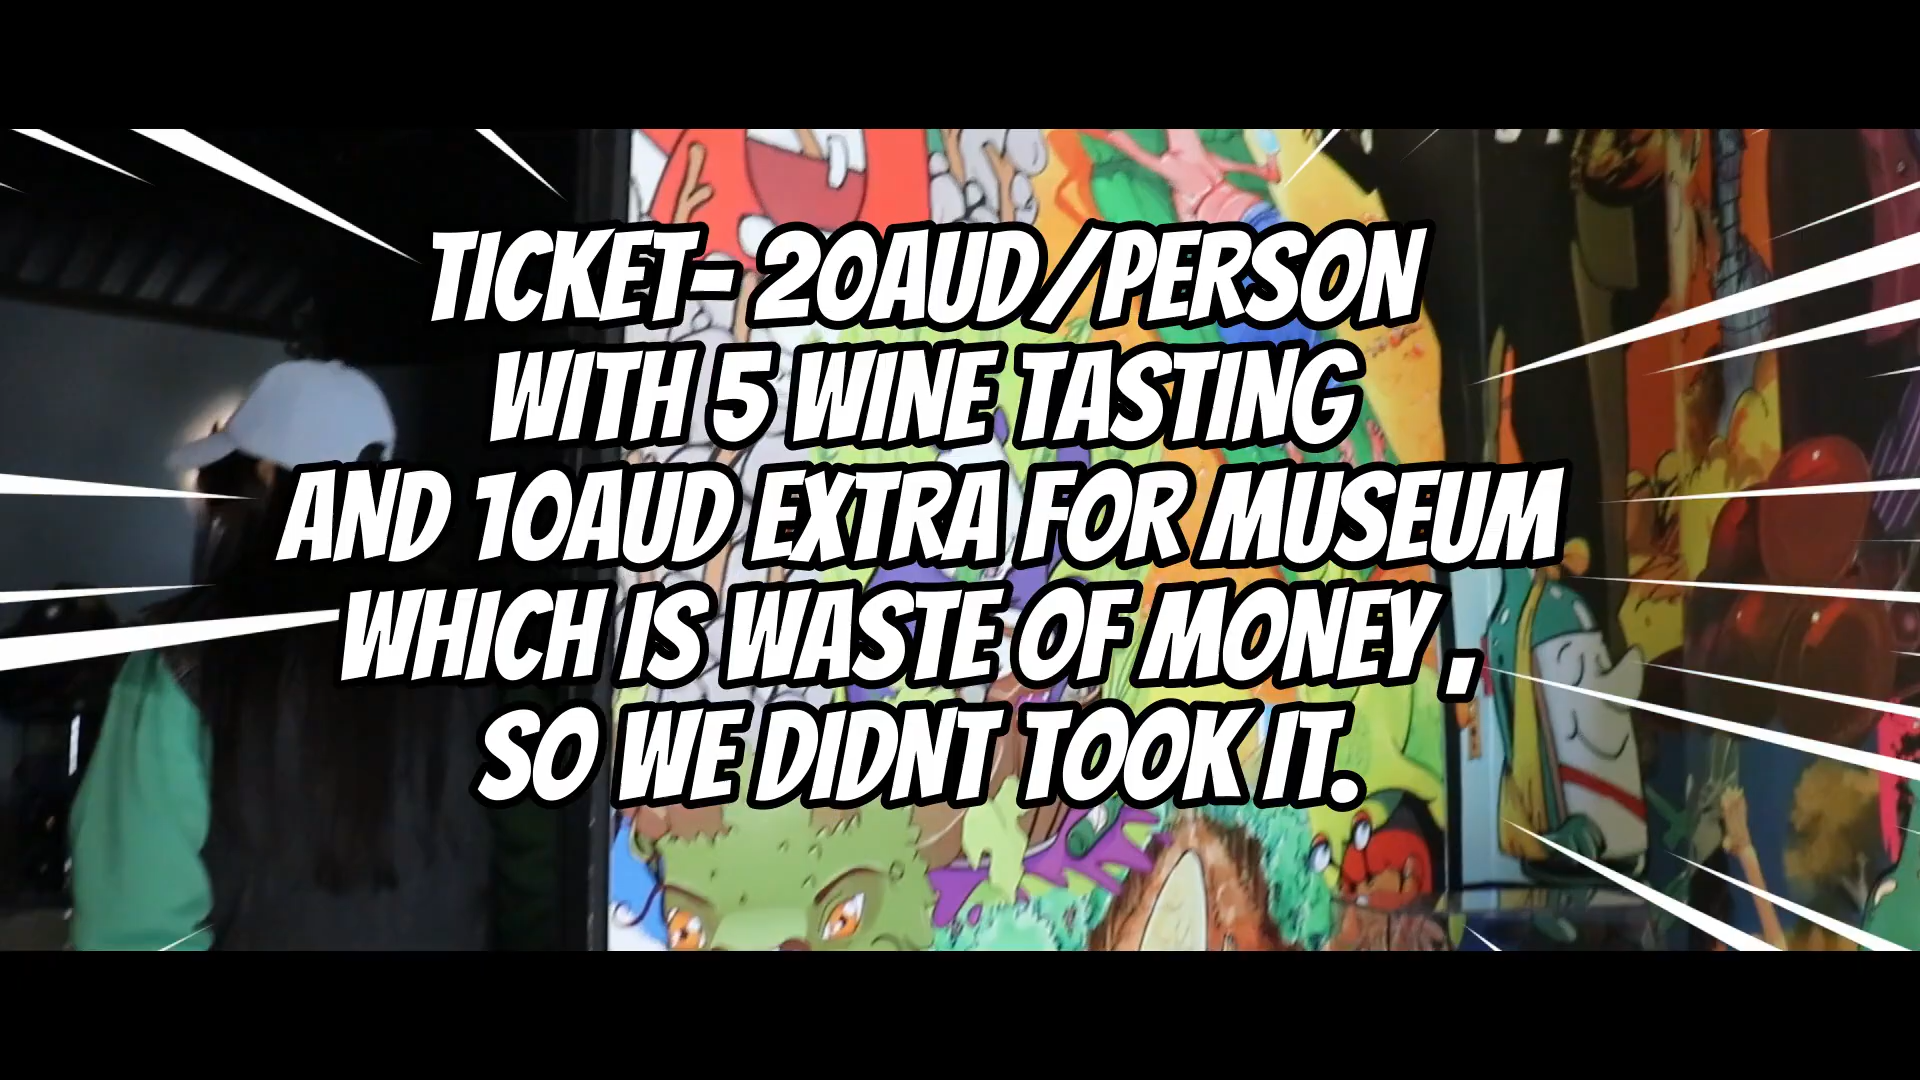 TICKET- 20AUD/PERSON
WITH 5 WINE TASTING
AND 10AUD EXTRA FOR MUSEUM
WHICH IS WASTE OF MONEY ,
SO WE DIDNT TOOK IT.